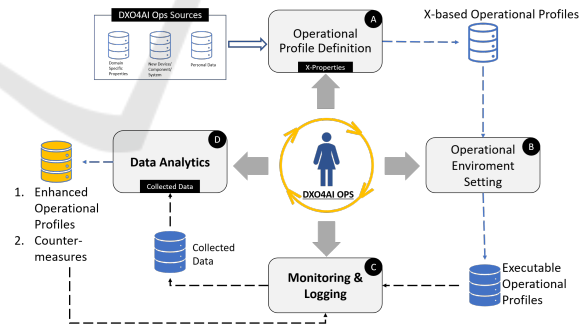 DXO4AI Ops Sources
Domain
Specific
Properties
New Device/
Component/
System
Personal Data
A
Operational
Profile Definition
X-Properties
X-based Operational Profiles
D
Data Analytics
Collected Data
DXO4AI OPS
B
Operational
Enviroment
Setting
1. Enhanced
Operational
Profiles
2. Counter-
measures
Collected
Data
C
Monitoring &
Logging
Executable
Operational
Profiles